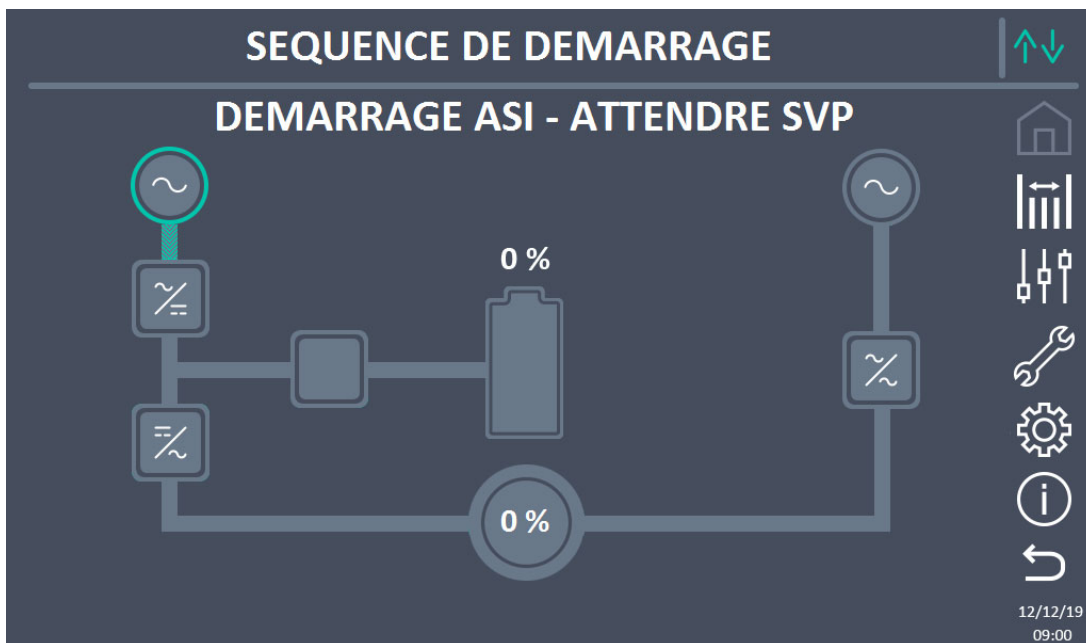 SEQUENCE DE DEMARRAGE
DEMARRAGE ASI - ATTENDRE SVP
0 %
0 %
12/12/19
09:00